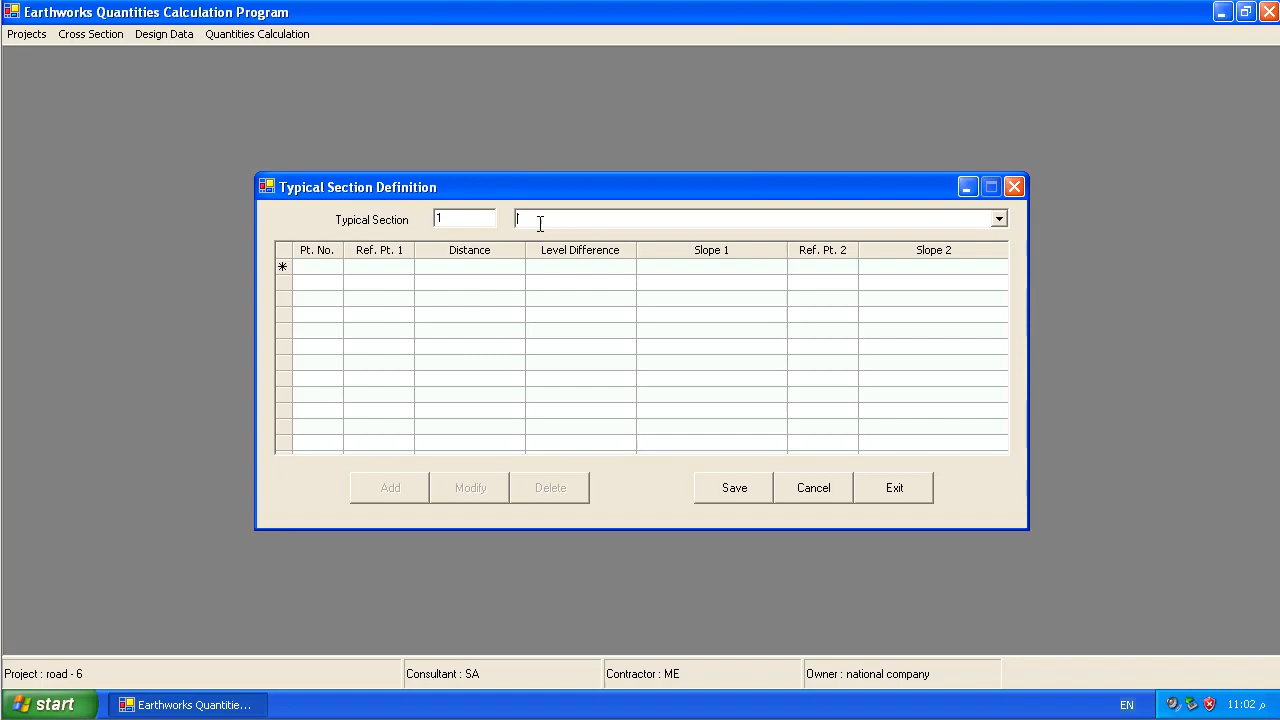 Earthworks Quantities Calculation Program
Projects Cross Section Design Data Quantities Calculation
Typical Section Definition
Typical Section 1
Pt. No. Ref. Pt. 1 Distance Level Difference Slope 1 Ref. Pt. 2 Slope 2
Add Modify Delete Save Cancel Exit
Project : road - 6 Consultant : SA Contractor : ME Owner : national company
start Earthworks Quantitie... EN 11:02 م